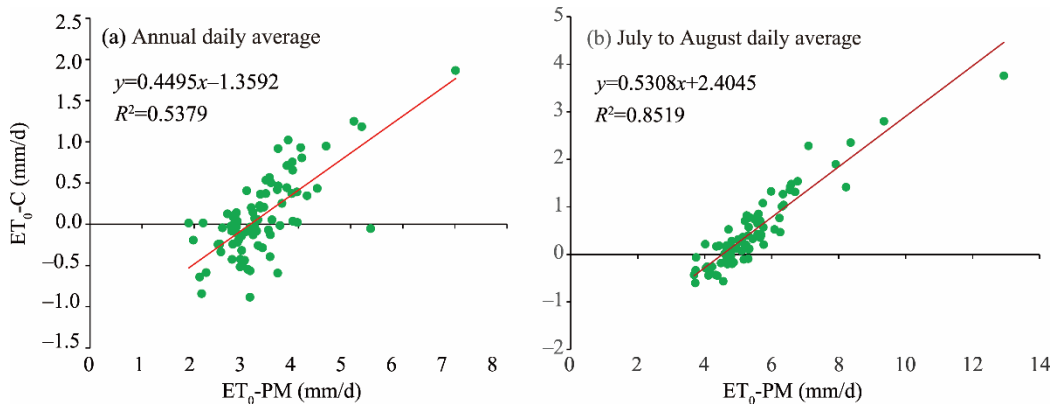 (a) Annual daily average
y=0.4495x–1.3592
R²=0.5379
ET₀-C (mm/d)
2.5
2.0
1.5
1.0
0.5
0.0
–0.5
–1.0
–1.5
0 1 2 3 4 5 6 7 8
ET₀-PM (mm/d)
(b) July to August daily average
y=0.5308x+2.4045
R²=0.8519
5
4
3
2
1
0
–1
–2
0 2 4 6 8 10 12 14
ET₀-PM (mm/d)